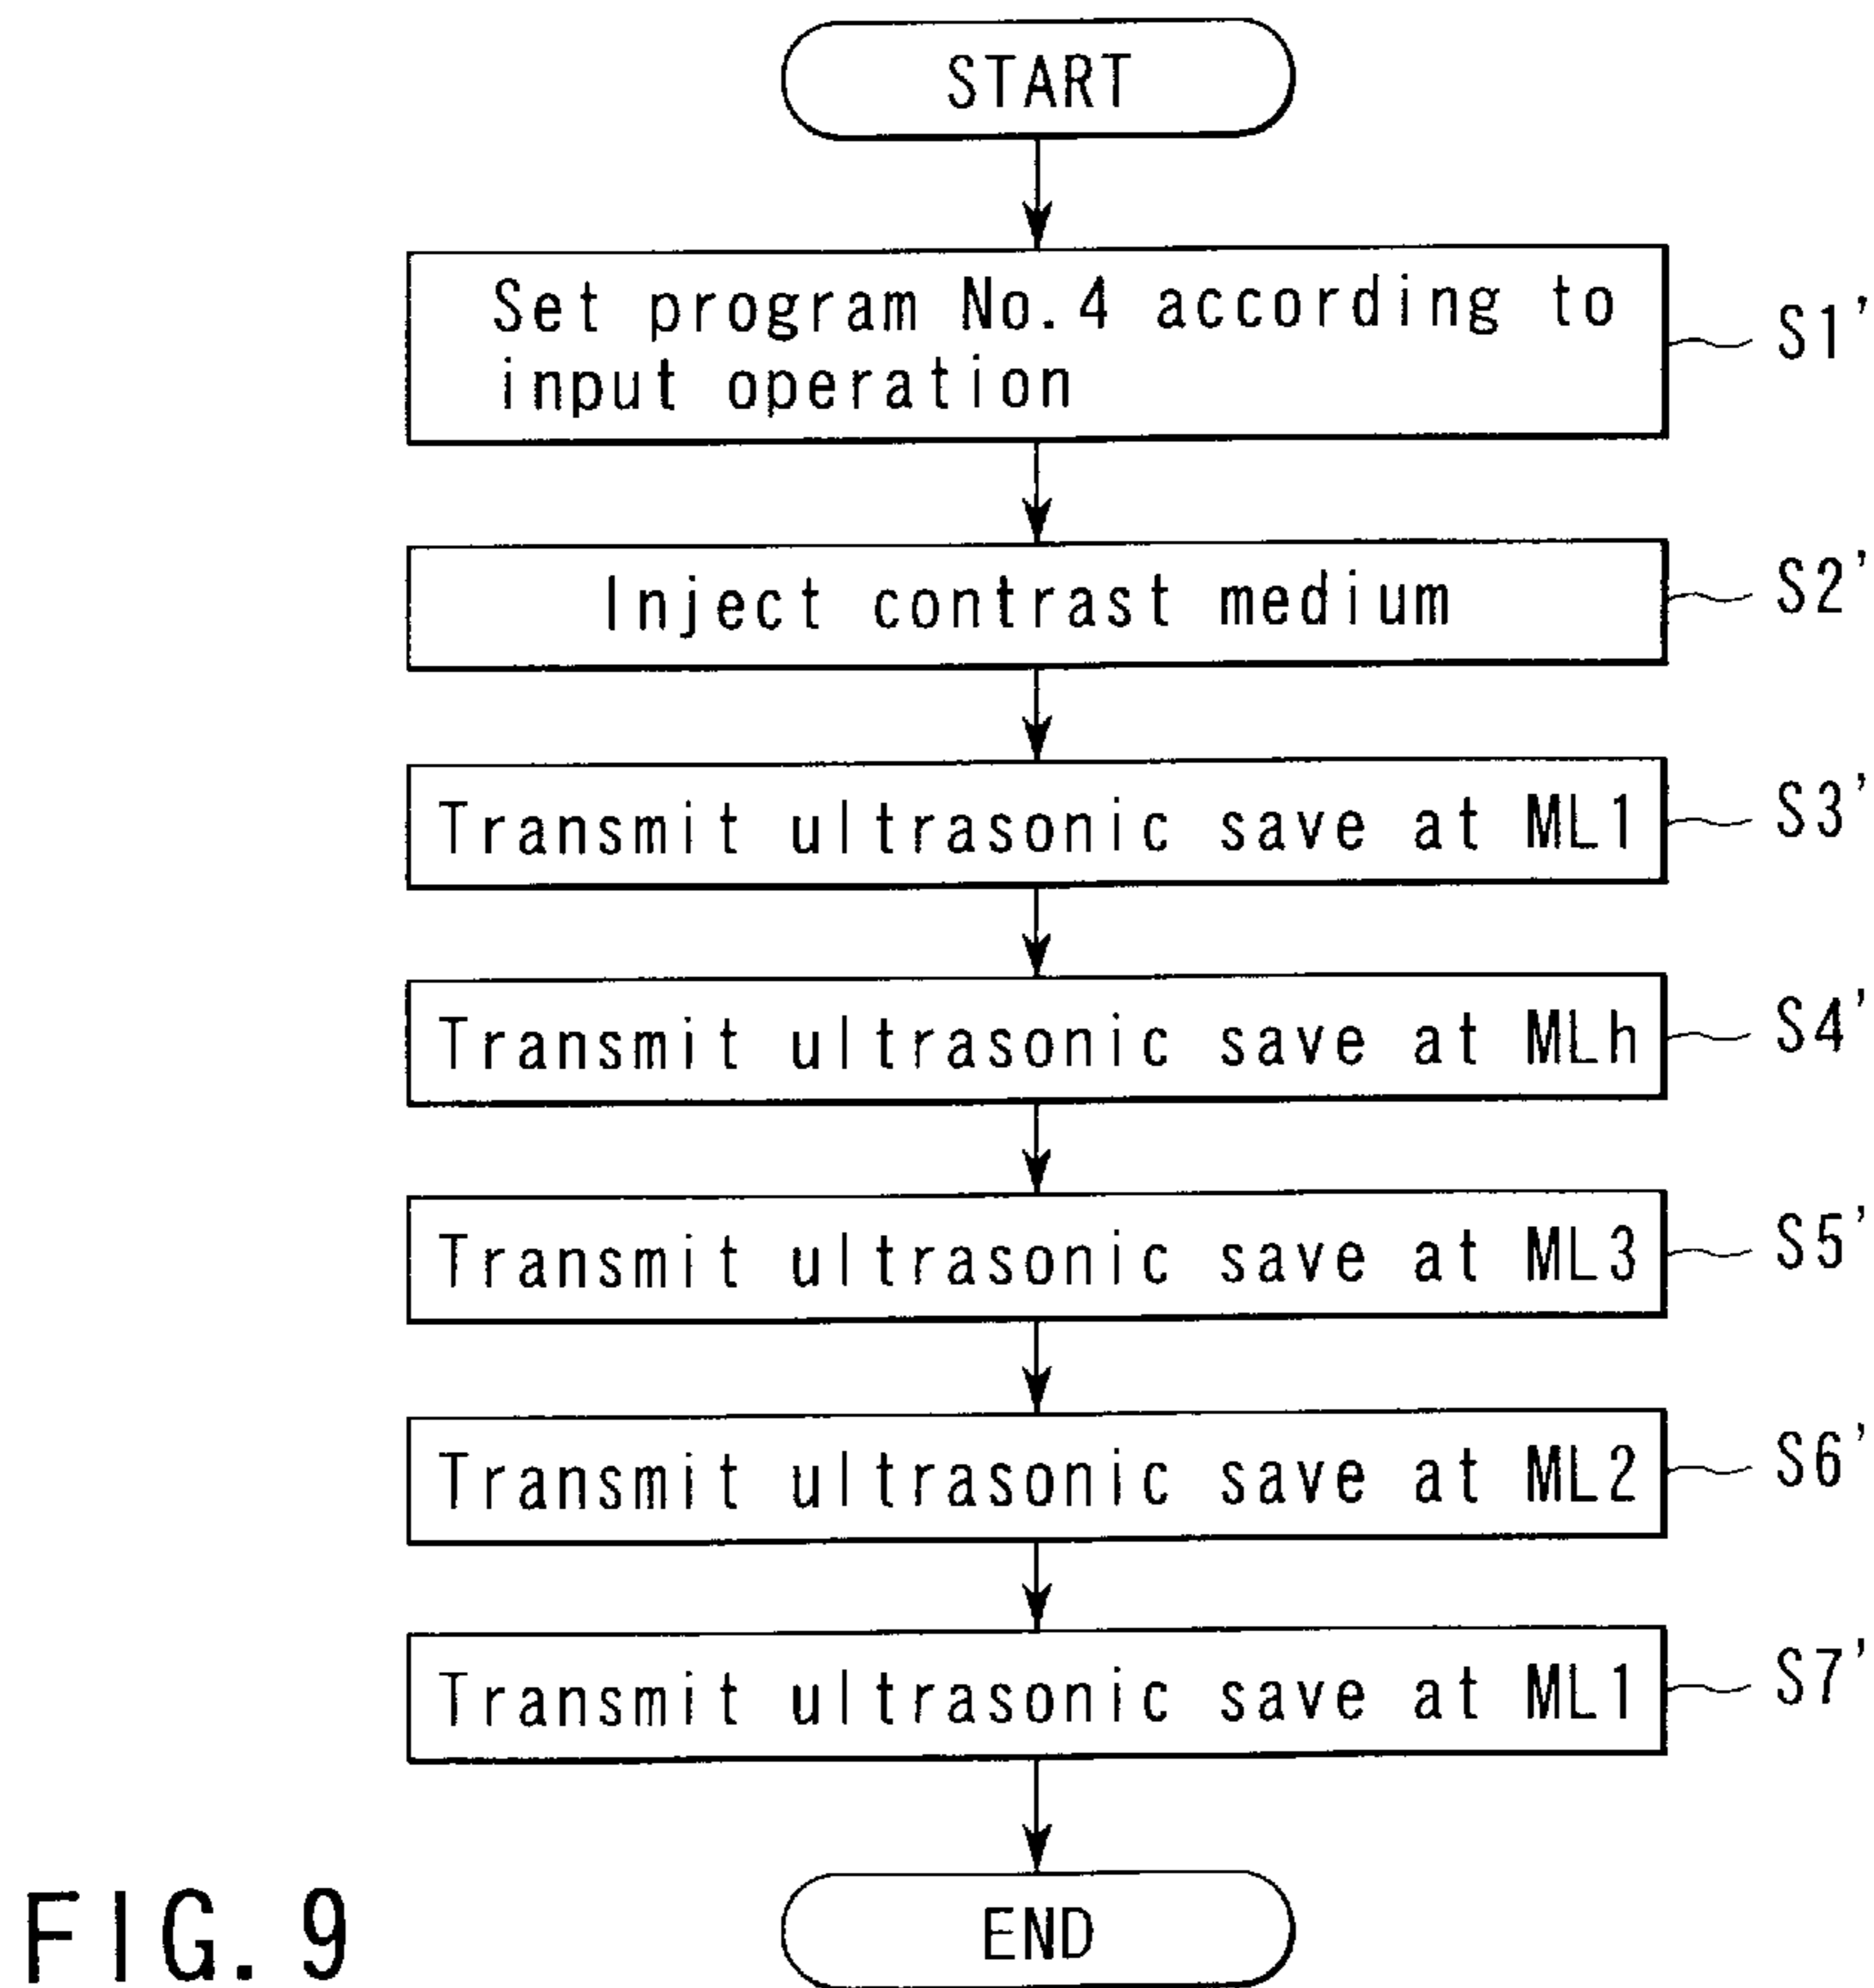 START
Set program No.4 according to
input operation
S1'
Inject contrast medium
S2'
Transmit ultrasonic save at ML1
S3'
Transmit ultrasonic save at MLh
S4'
Transmit ultrasonic save at ML3
S5'
Transmit ultrasonic save at ML2
S6'
Transmit ultrasonic save at ML1
S7'
END
FIG. 9